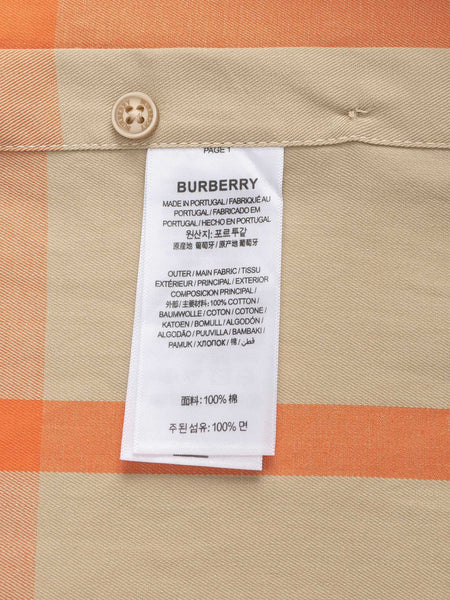 BURBERRY
PAGE 1
BURBERRY
MADE IN PORTUGAL / FABRIQUÉ AU
PORTUGAL / FABRICADO EM
PORTUGAL / HECHO EN PORTUGAL
원산지: 포르투갈
原産地 葡萄牙 / 原产地 葡萄牙
OUTER / MAIN FABRIC / TISSU
EXTÉRIEUR / PRINCIPAL / EXTERIOR
COMPOSICION PRINCIPAL /
外部 / 主要材料 / 100% COTTON /
BAUMWOLLE / COTON / COTONE /
KATOEN / BOMULL / ALGODÓN /
ALGODÃO / PUUVILLA / BAMBAKI /
PAMUK / ХЛОПОК / 棉 / قطن /
面料: 100% 棉
주된섬유: 100% 면